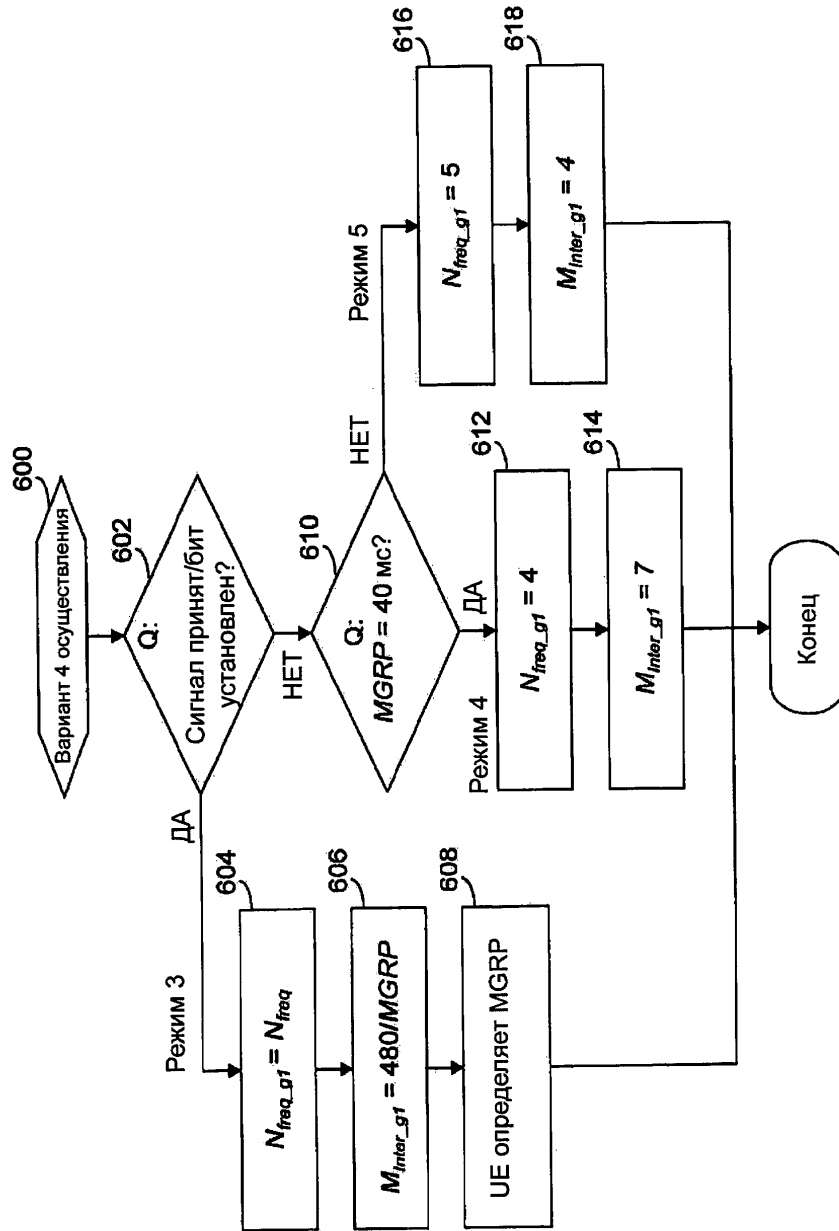 600
Вариант 4 осуществления
602
Q:
Сигнал принят/бит
установлен?
ДА
НЕТ
Режим 3
604
N_freq_g1 = N_freq
606
M_Inter_g1 = 480/MGRP
608
UE определяет MGRP
610
Q:
MGRP = 40 мс?
ДА
НЕТ
Режим 4
612
N_freq_g1 = 4
614
M_Inter_g1 = 7
Режим 5
616
N_freq_g1 = 5
618
M_Inter_g1 = 4
Конец